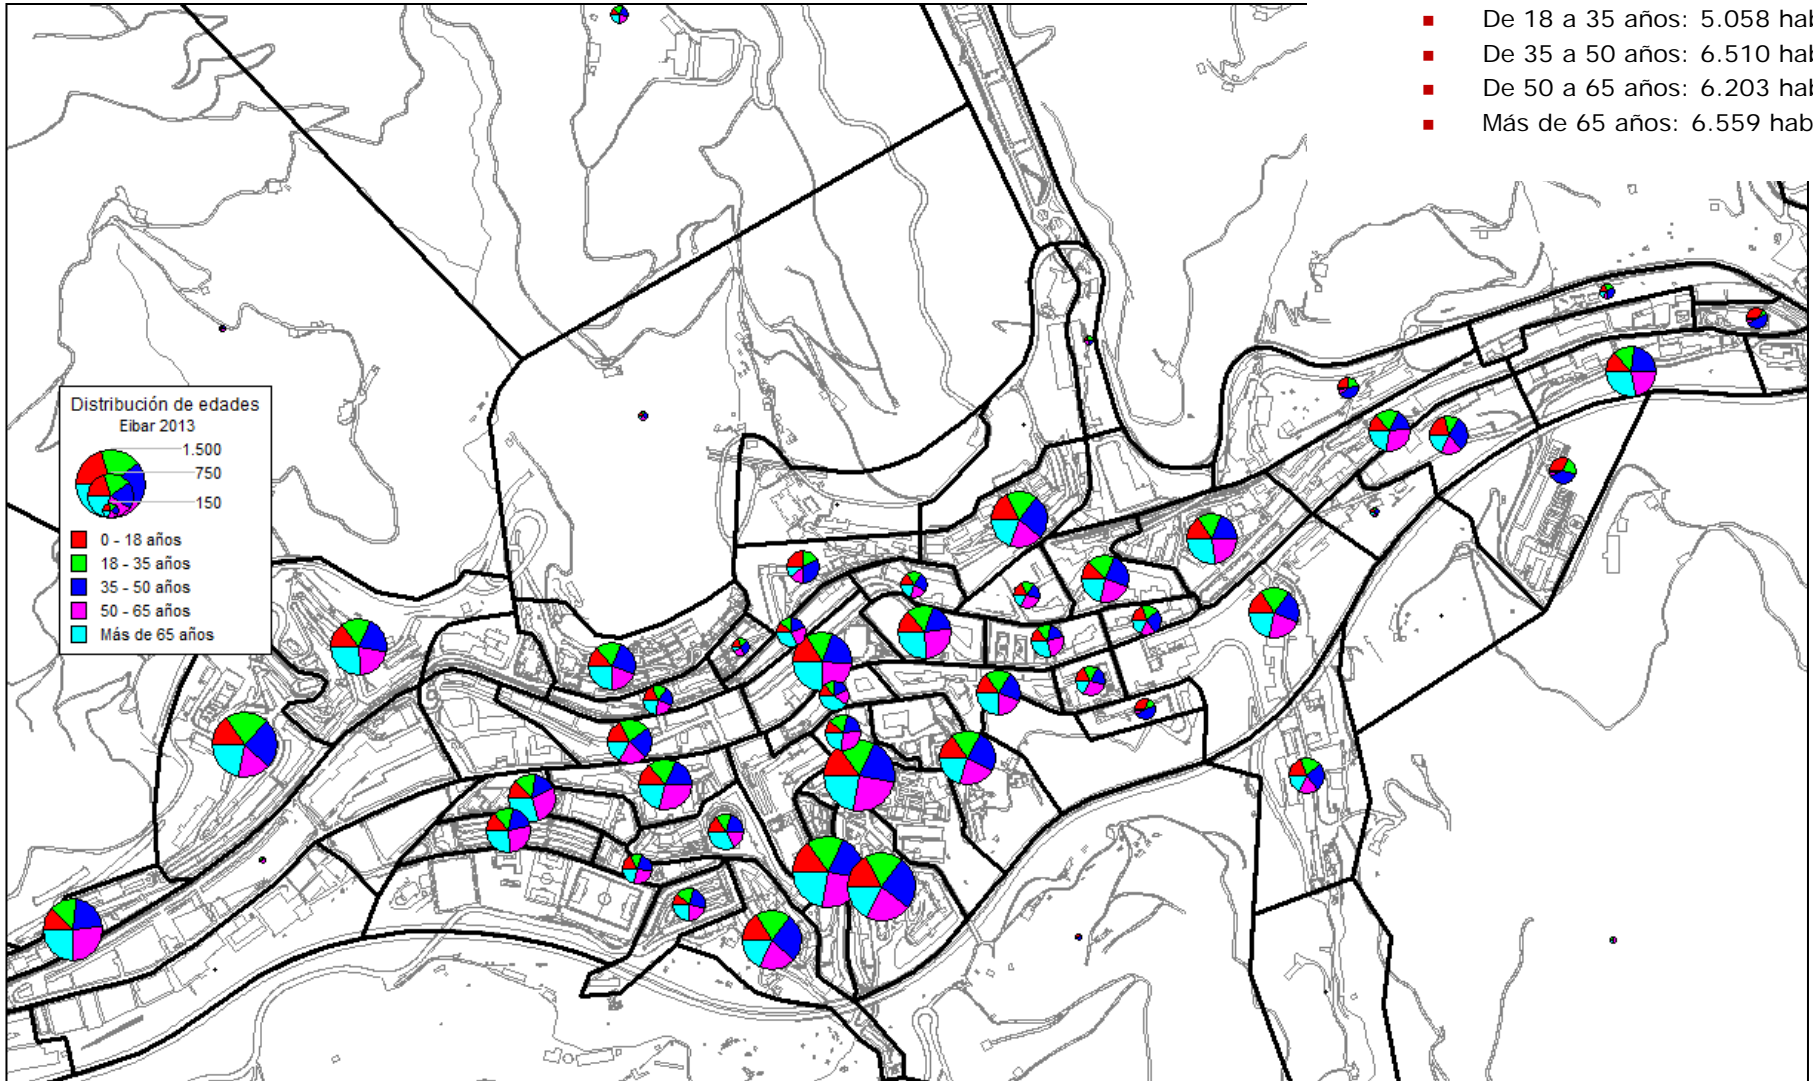 De 18 a 35 años: 5.058 hab
De 35 a 50 años: 6.510 hab
De 50 a 65 años: 6.203 hab
Más de 65 años: 6.559 hab
Distribución de edades
Eibar 2013
1.500
750
150
0 - 18 años
18 - 35 años
35 - 50 años
50 - 65 años
Más de 65 años